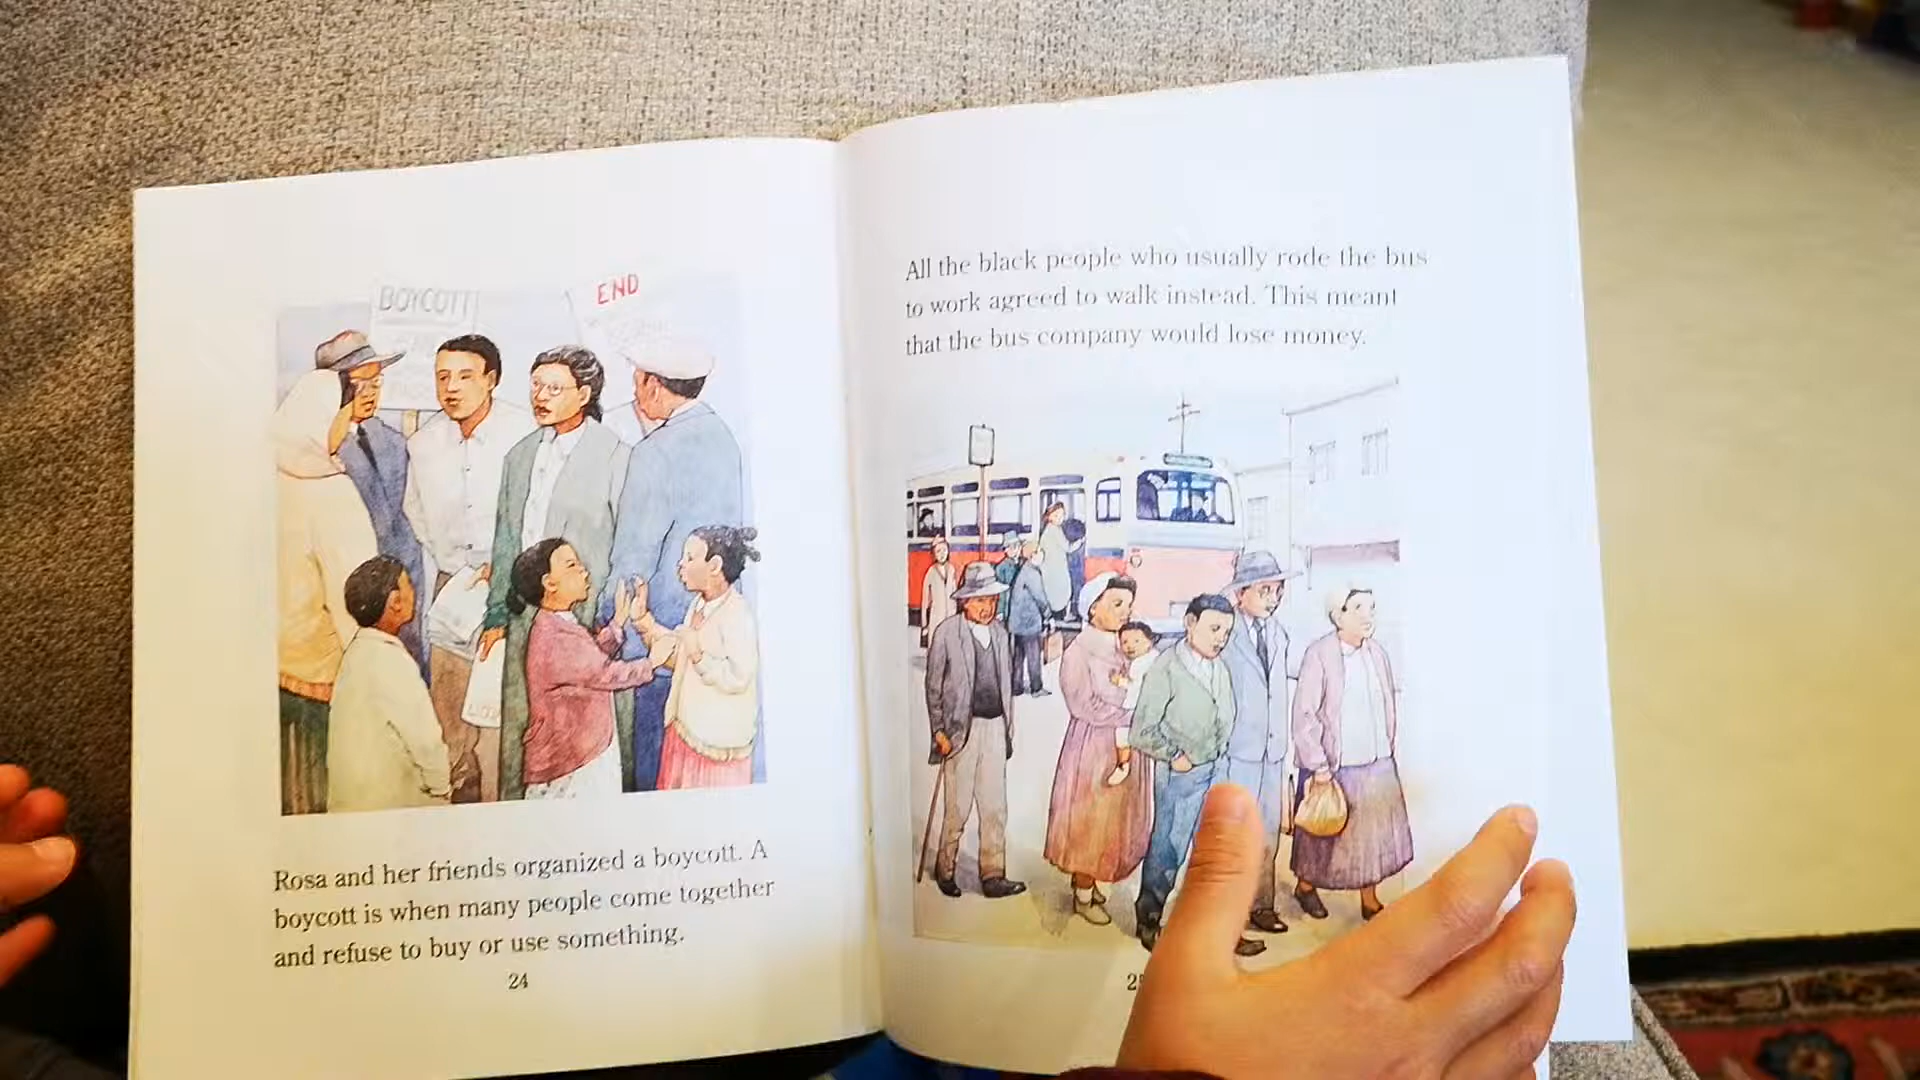 BOYCOTT
END
Rosa and her friends organized a boycott. A
boycott is when many people come together
and refuse to buy or use something.
24
All the black people who usually rode the bus
to work agreed to walk instead. This meant
that the bus company would lose money.